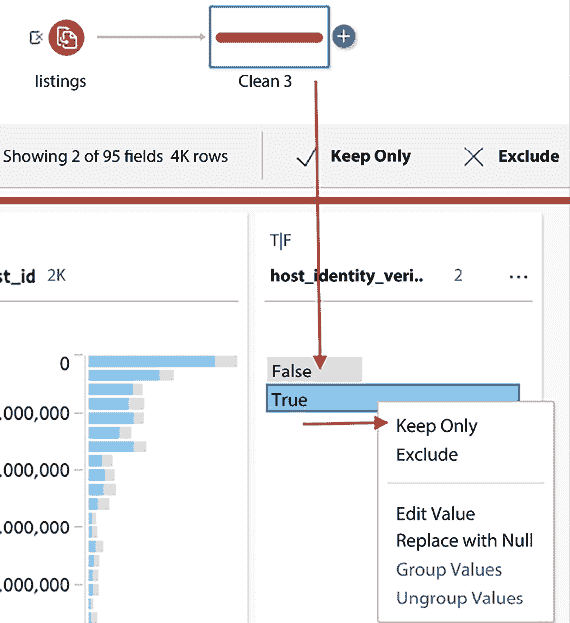 listings
Clean 3
Showing 2 of 95 fields 4K rows
Keep Only
Exclude
st_id 2K
0
.000,000
.000,000
.000,000
.000,000
T|F
host_identity_veri.. 2 ...
False
True
Keep Only
Exclude
Edit Value
Replace with Null
Group Values
Ungroup Values